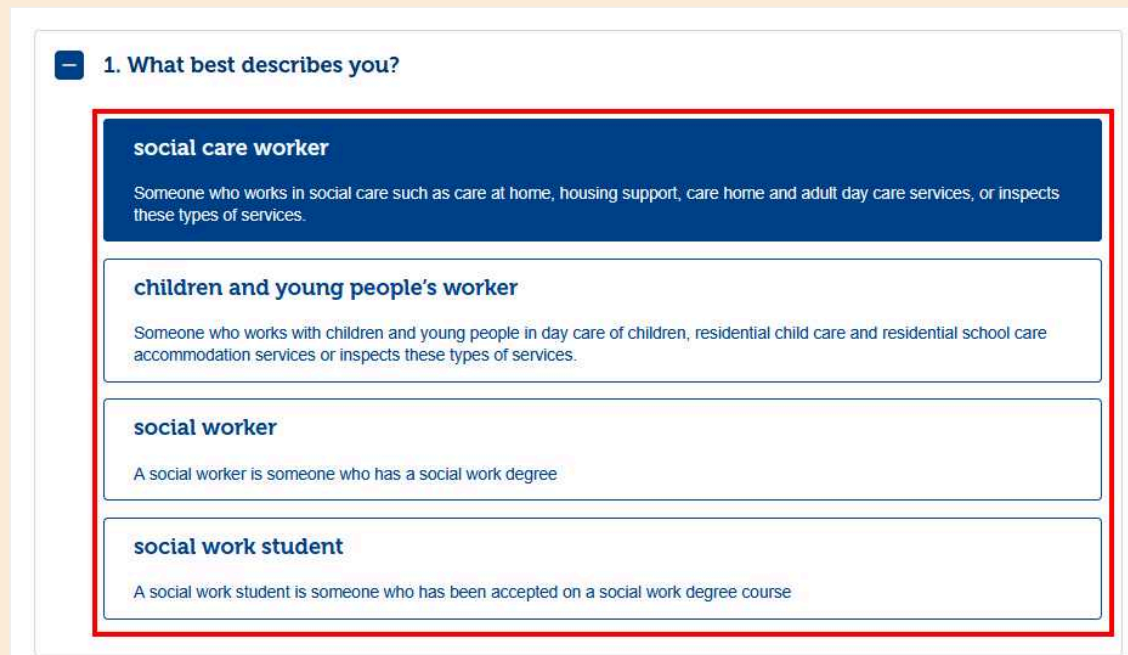 1. What best describes you?
social care worker
Someone who works in social care such as care at home, housing support, care home and adult day care services, or inspects
these types of services.
children and young people’s worker
Someone who works with children and young people in day care of children, residential child care and residential school care
accommodation services or inspects these types of services.
social worker
A social worker is someone who has a social work degree
social work student
A social work student is someone who has been accepted on a social work degree course